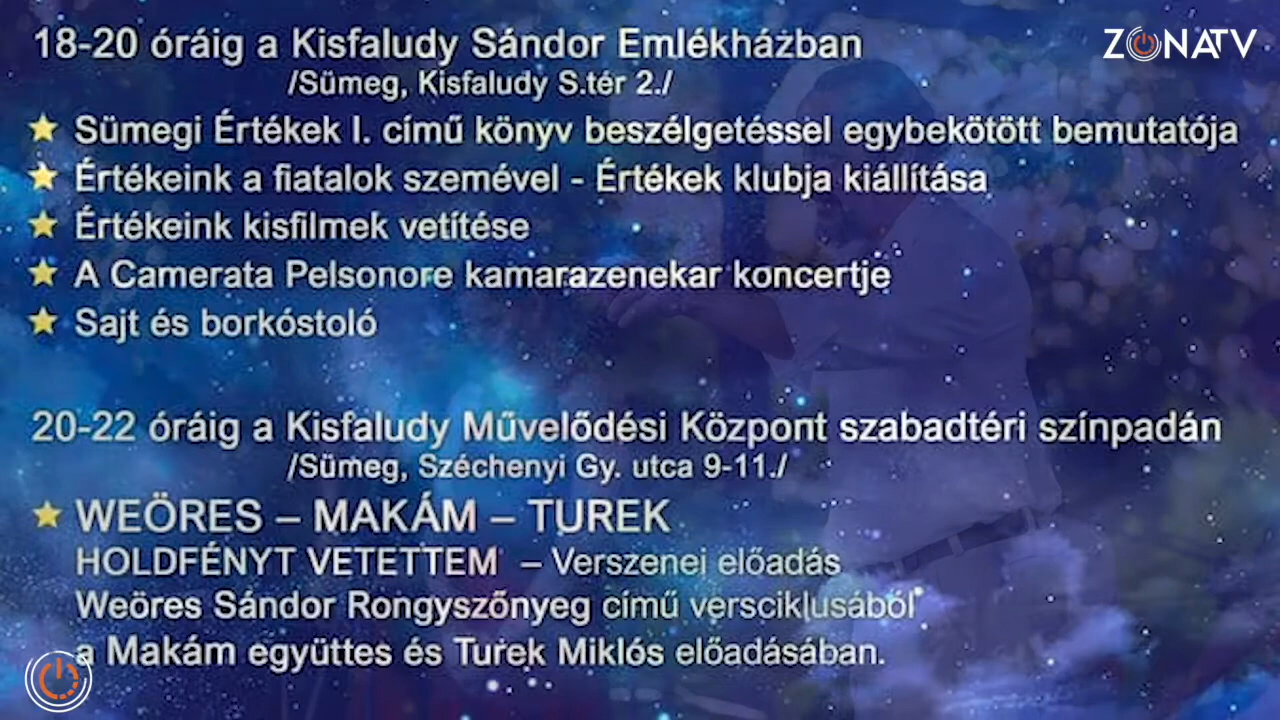 ZONATV
18-20 óráig a Kisfaludy Sándor Emlékházban
/Sümeg, Kisfaludy S.tér 2./
Sümegi Értékek I. című könyv beszélgetéssel egybekötött bemutatója
Értékeink a fiatalok szemével - Értékek klubja kiállítása
Értékeink kisfilmek vetítése
A Camerata Pelsonore kamarazenekar koncertje
Sajt és borkóstoló
20-22 óráig a Kisfaludy Művelődési Központ szabadtéri színpadán
/Sümeg, Széchenyi Gy. utca 9-11./
WEÖRES – MAKÁM – TUREK
HOLDFÉNYT VETETTEM – Verszenei előadás
Weöres Sándor Rongyszőnyeg című versciklusából
a Makám együttes és Turek Miklós előadásában.